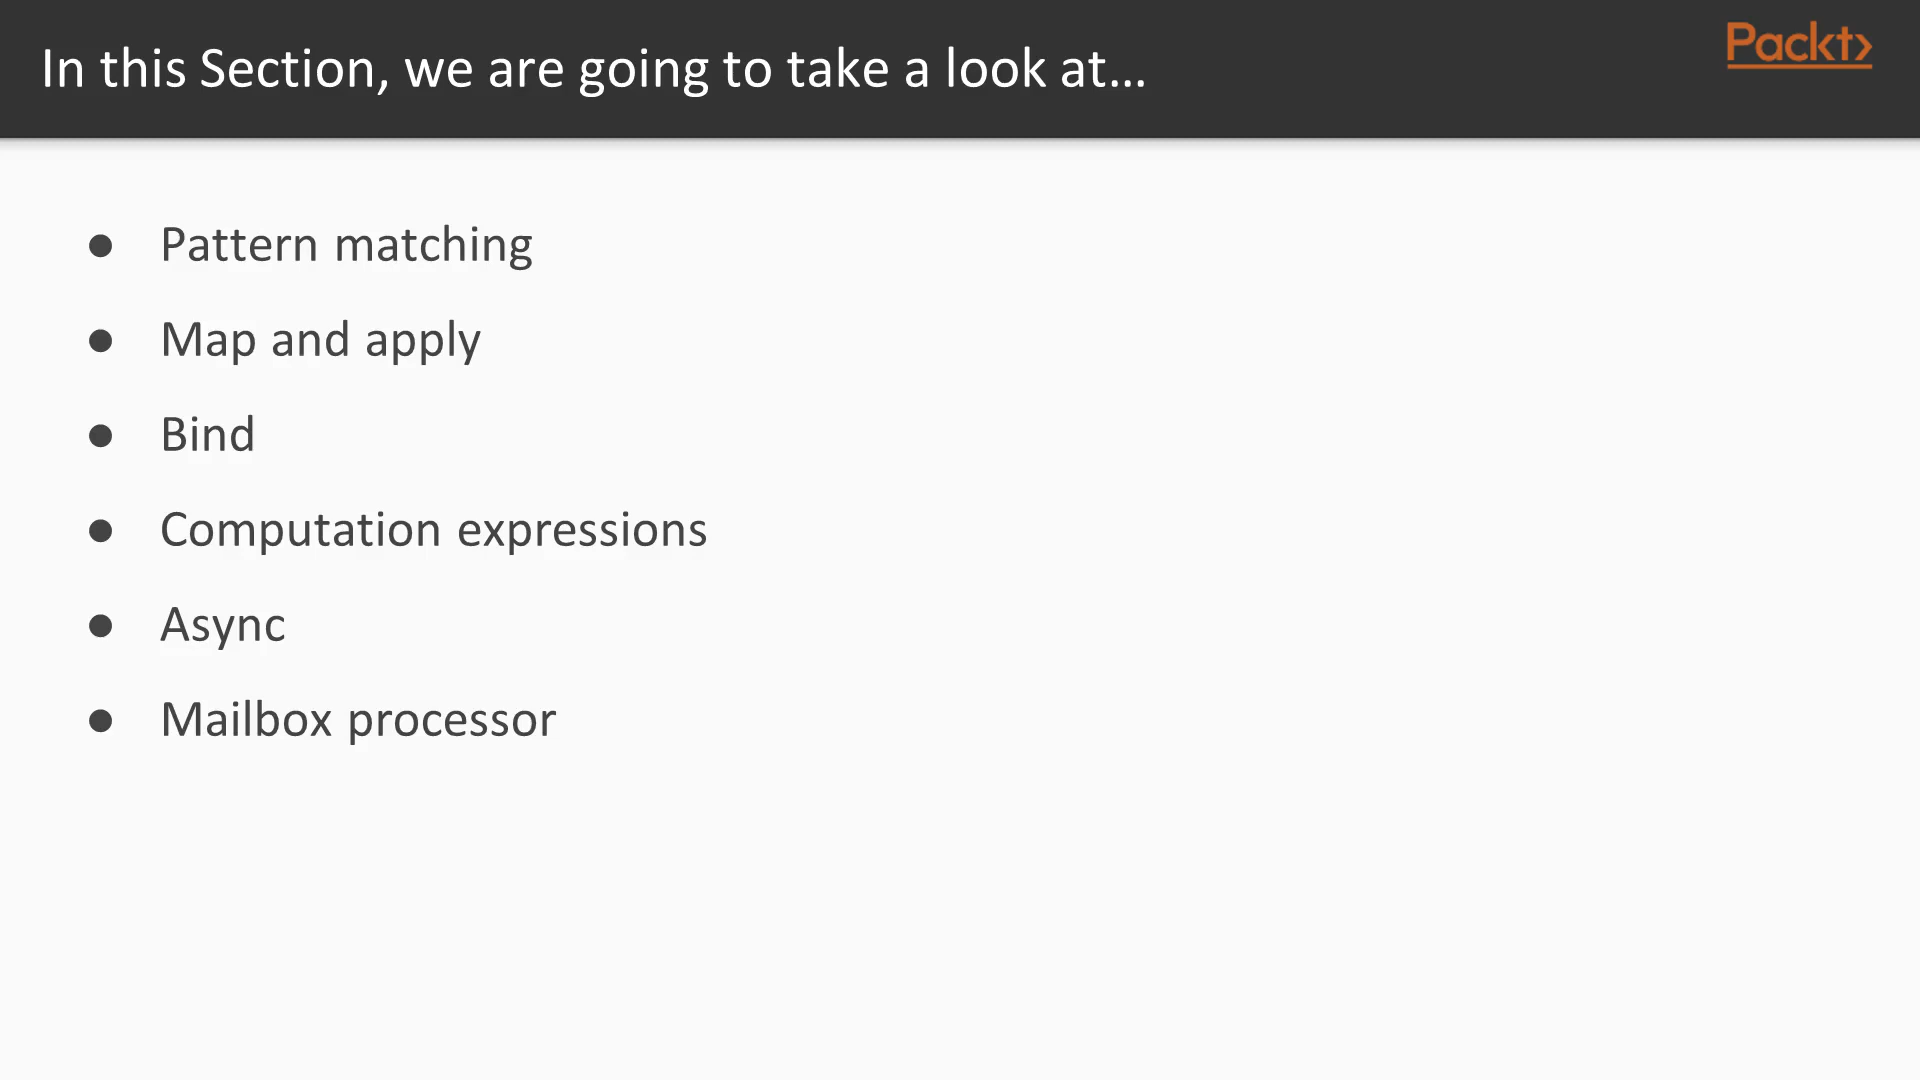 In this Section, we are going to take a look at...
Packt>
● Pattern matching
● Map and apply
● Bind
● Computation expressions
● Async
● Mailbox processor